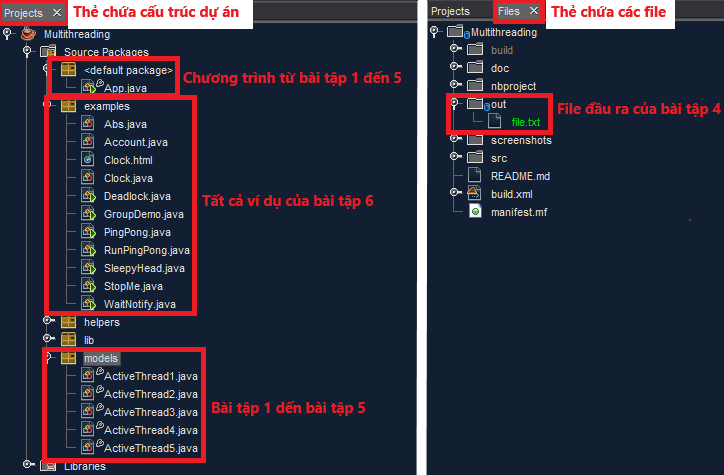 Projects
Thẻ chứa cấu trúc dự án
Multithreading
Source Packages
<default package>
App.java
Chương trình từ bài tập 1 đến 5
examples
Abs.java
Account.java
Clock.html
Clock.java
Deadlock.java
GroupDemo.java
PingPong.java
RunPingPong.java
SleepyHead.java
StopMe.java
WaitNotify.java
Tất cả ví dụ của bài tập 6
helpers
lib
models
ActiveThread1.java
ActiveThread2.java
ActiveThread3.java
ActiveThread4.java
ActiveThread5.java
Bài tập 1 dến bài tập 5
Libraries
Projects
Files
Thẻ chứa các file
Multithreading
build
doc
nbproject
out
file.txt
File đầu ra của bài tập 4
screenshots
src
README.md
build.xml
manifest.mf